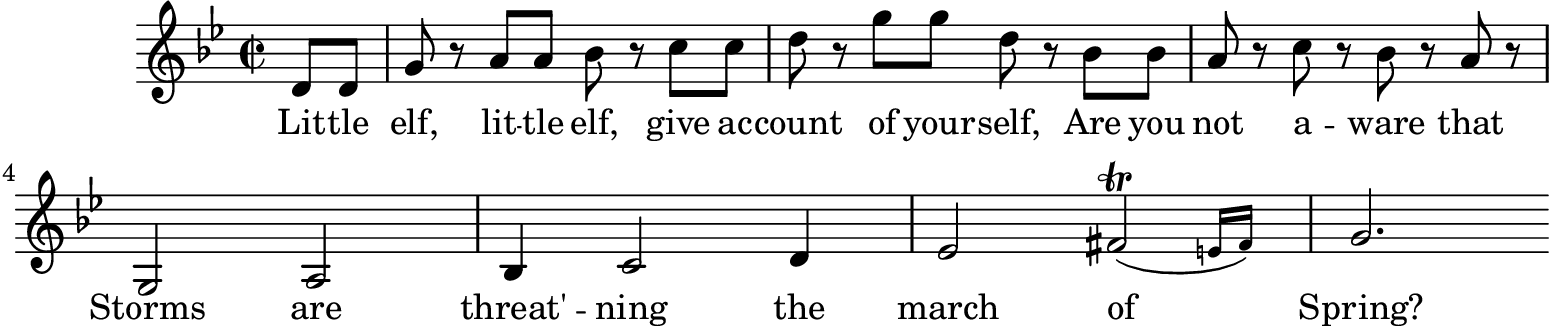 Little elf, lit-tle elf, give account of yourself, Are you not a - ware that
4
Storms are threat' - ning the march of Spring?